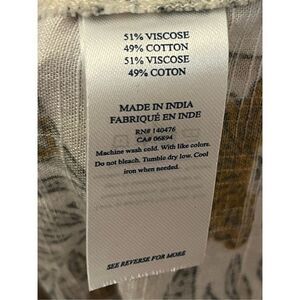 51% VISCOSE
49% COTTON
51% VISCOSE
49% COTON
MADE IN INDIA
FABRIQUÉ EN INDE
RN# 140476
CA# 06894
Machine wash cold. With like colors.
Do not bleach. Tumble dry low. Cool
iron when needed.
SEE REVERSE FOR MORE